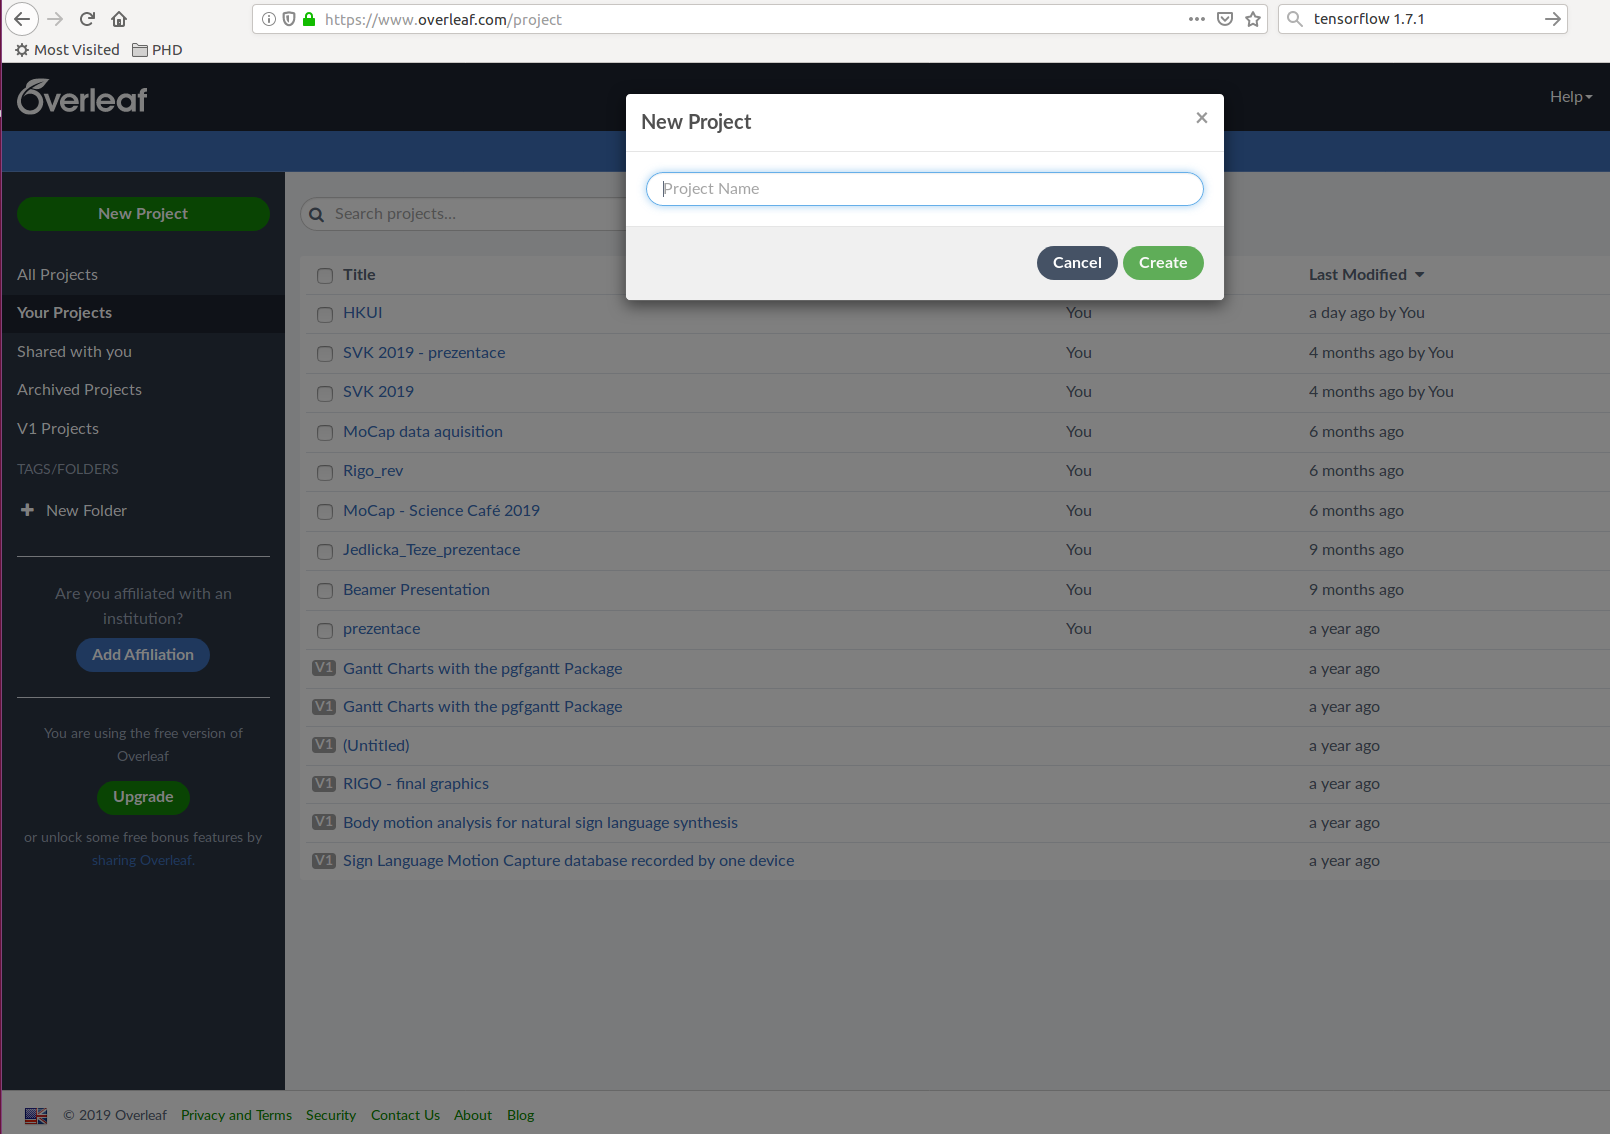 https://www.overleaf.com/project
tensorflow 1.7.1
Most Visited PHD
Overleaf
Help
New Project
×
Project Name
Cancel Create
New Project
All Projects
Your Projects
Shared with you
Archived Projects
V1 Projects
TAGS/FOLDERS
New Folder
Are you affiliated with an
institution?
Add Affiliation
You are using the free version of
Overleaf
Upgrade
or unlock some free bonus features by
sharing Overleaf.
Search projects...
Title Last Modified
HKUI You a day ago by You
SVK 2019 - prezentace You 4 months ago by You
SVK 2019 You 4 months ago by You
MoCap data aquisition You 6 months ago
Rigo_rev You 6 months ago
MoCap - Science Café 2019 You 6 months ago
Jedlicka_Teze_prezentace You 9 months ago
Beamer Presentation You 9 months ago
prezentace You a year ago
V1 Gantt Charts with the pgfgantt Package a year ago
V1 Gantt Charts with the pgfgantt Package a year ago
V1 (Untitled) a year ago
V1 RIGO - final graphics a year ago
V1 Body motion analysis for natural sign language synthesis a year ago
V1 Sign Language Motion Capture database recorded by one device a year ago
© 2019 Overleaf Privacy and Terms Security Contact Us About Blog